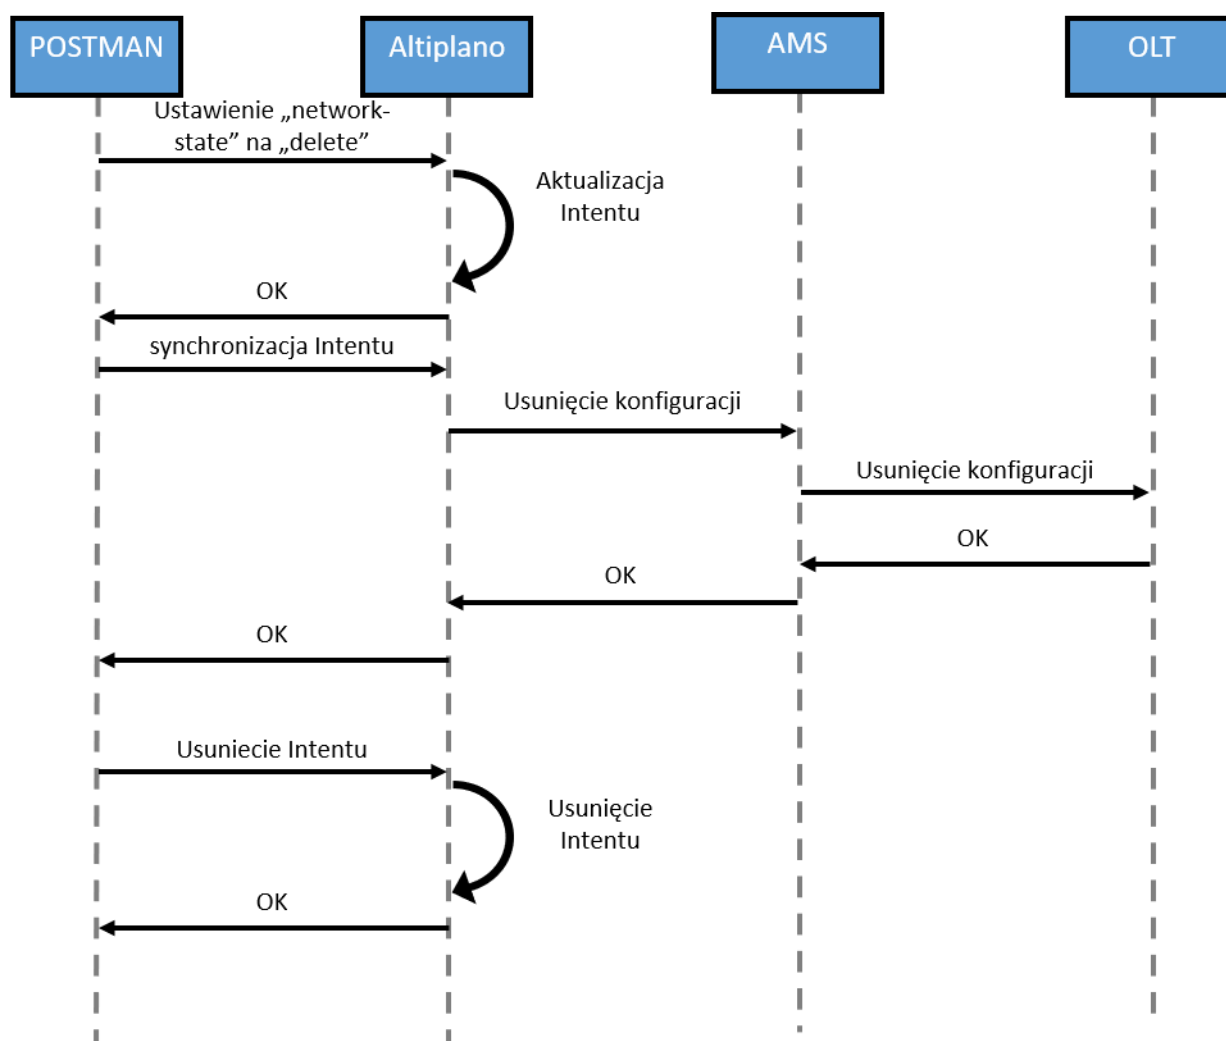 POSTMAN
Altiplano
AMS
OLT
Ustawienie „network-
state” na „delete”
Aktualizacja
Intentu
OK
synchronizacja Intentu
Usunięcie konfiguracji
Usunięcie konfiguracji
OK
OK
OK
Usuniecie Intentu
Usunięcie
Intentu
OK